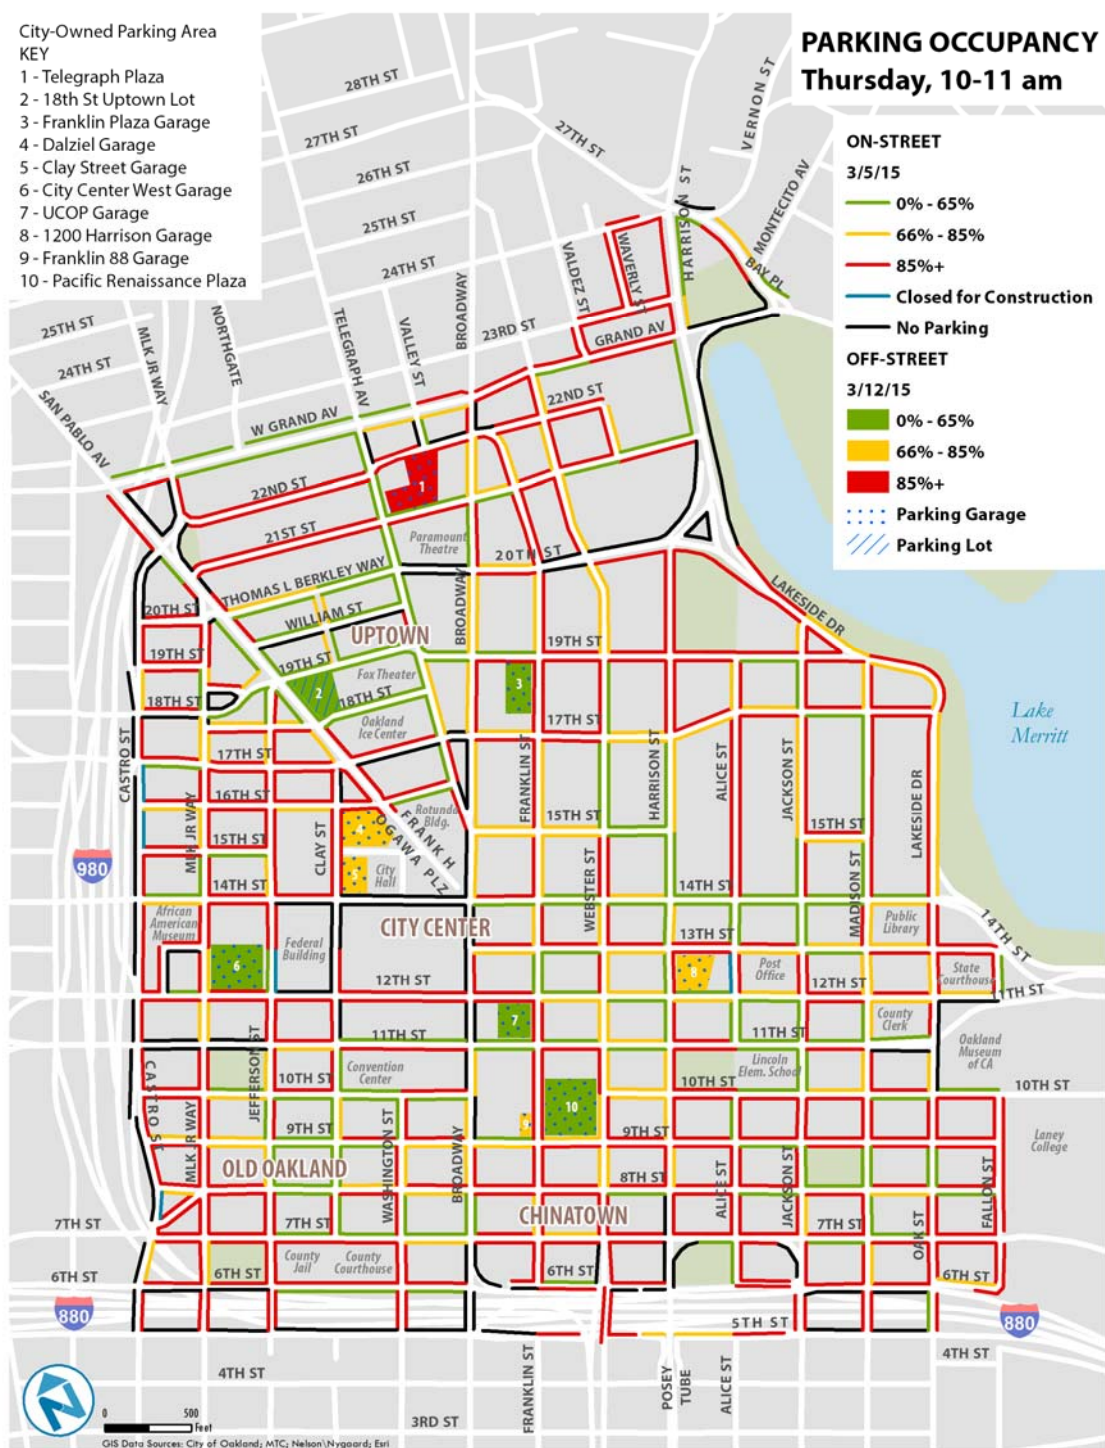 City-Owned Parking Area
KEY
1 - Telegraph Plaza
2 - 18th St Uptown Lot
3 - Franklin Plaza Garage
4 - Dalziel Garage
5 - Clay Street Garage
6 - City Center West Garage
7 - UCOP Garage
8 - 1200 Harrison Garage
9 - Franklin 88 Garage
10 - Pacific Renaissance Plaza
PARKING OCCUPANCY
Thursday, 10-11 am
ON-STREET
3/5/15
0% - 65%
66% - 85%
85%+
Closed for Construction
No Parking
OFF-STREET
3/12/15
0% - 65%
66% - 85%
85%+
Parking Garage
Parking Lot
28TH ST
27TH ST
27TH ST
26TH ST
25TH ST
24TH ST
23RD ST
VERNON ST
MONTECITO AV
HARRISON ST
BAY PL
WAVERLY ST
VALDEZ ST
GRAND AV
BROADWAY
VALLEY ST
TELEGRAPH AV
NORTHGATE
MLK JR WAY
25TH ST
24TH ST
SAN PABLO AV
W GRAND AV
22ND ST
22ND ST
21ST ST
1
Paramount
Theatre
20TH ST
THOMAS L BERKLEY WAY
WILLIAM ST
UPTOWN
BROADWAY
LAKESIDE DR
20TH ST
19TH ST
19TH ST
19TH ST
Fox Theater
18TH ST
18TH ST
2
3
Oakland
Ice Center
17TH ST
17TH ST
Lake
Merritt
CASTRO ST
FRANKLIN ST
HARRISON ST
ALICE ST
JACKSON ST
LAKESIDE DR
16TH ST
MLK JR WAY
15TH ST
CLAY ST
4
FRANK H
OGAWA PLZ
Rotunda
Bldg.
15TH ST
15TH ST
980
14TH ST
5
City
Hall
WEBSTER ST
14TH ST
MADISON ST
African
American
Museum
CITY CENTER
13TH ST
Public
Library
14TH ST
Federal
Building
6
12TH ST
8
Post
Office
12TH ST
State
Courthouse
11TH ST
7
11TH ST
11TH ST
County
Clerk
Oakland
Museum
of CA
JEFFERSON ST
CASTRO ST
10TH ST
Convention
Center
10TH ST
Lincoln
Elem. School
10TH ST
MLK JR WAY
9TH ST
WASHINGTON ST
BROADWAY
9
10
9TH ST
Laney
College
OLD OAKLAND
8TH ST
ALICE ST
JACKSON ST
FALLON ST
7TH ST
7TH ST
CHINATOWN
7TH ST
OAK ST
6TH ST
6TH ST
County
Jail
County
Courthouse
6TH ST
6TH ST
880
5TH ST
880
4TH ST
4TH ST
3RD ST
FRANKLIN ST
POSEY
TUBE
ALICE ST
0
500
Feet
GIS Data Sources: City of Oakland; MTC; Nelson\Nygaard; Esri